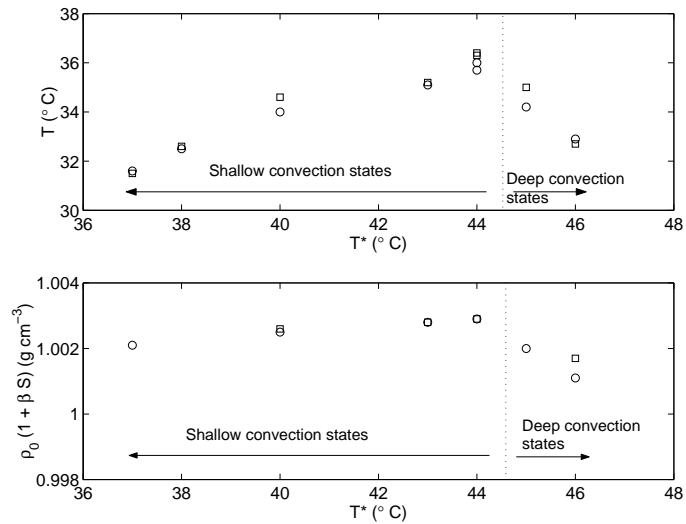 38
36
34
32
30
T (° C)
Shallow convection states
Deep convection
states
36 38 40 42 44 46 48
T* (° C)
1.004
1.002
1
0.998
ρ0 (1 + β S) (g cm−3)
Shallow convection states
Deep convection
states
36 38 40 42 44 46 48
T* (° C)